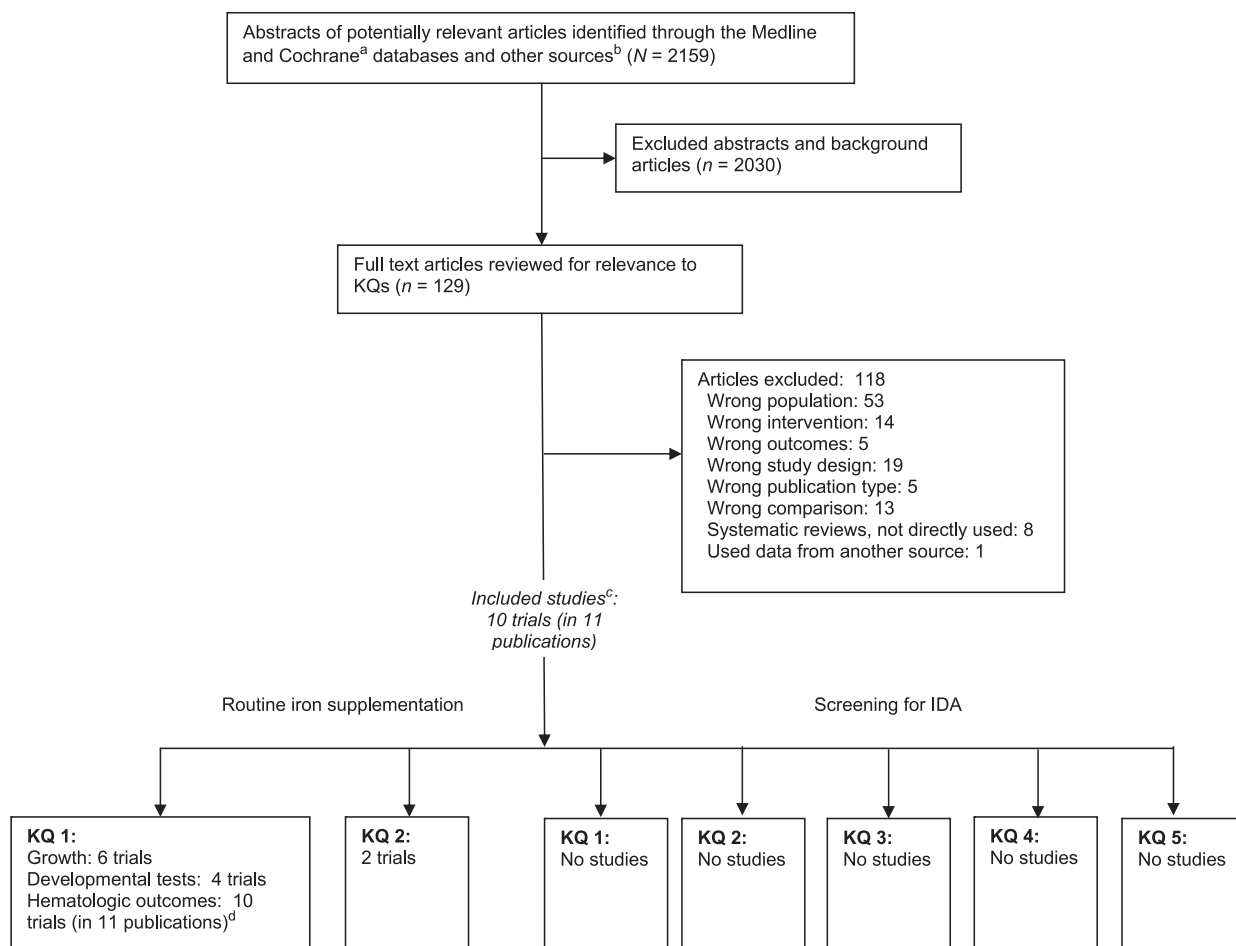 Abstracts of potentially relevant articles identified through the Medline
and Cochraneᵃ databases and other sourcesᵇ (N = 2159)
Excluded abstracts and background
articles (n = 2030)
Full text articles reviewed for relevance to
KQs (n = 129)
Articles excluded: 118
Wrong population: 53
Wrong intervention: 14
Wrong outcomes: 5
Wrong study design: 19
Wrong publication type: 5
Wrong comparison: 13
Systematic reviews, not directly used: 8
Used data from another source: 1
Included studiesᶜ:
10 trials (in 11
publications)
Routine iron supplementation
Screening for IDA
KQ 1:
Growth: 6 trials
Developmental tests: 4 trials
Hematologic outcomes: 10
trials (in 11 publications)ᵈ
KQ 2:
2 trials
KQ 1:
No studies
KQ 2:
No studies
KQ 3:
No studies
KQ 4:
No studies
KQ 5:
No studies